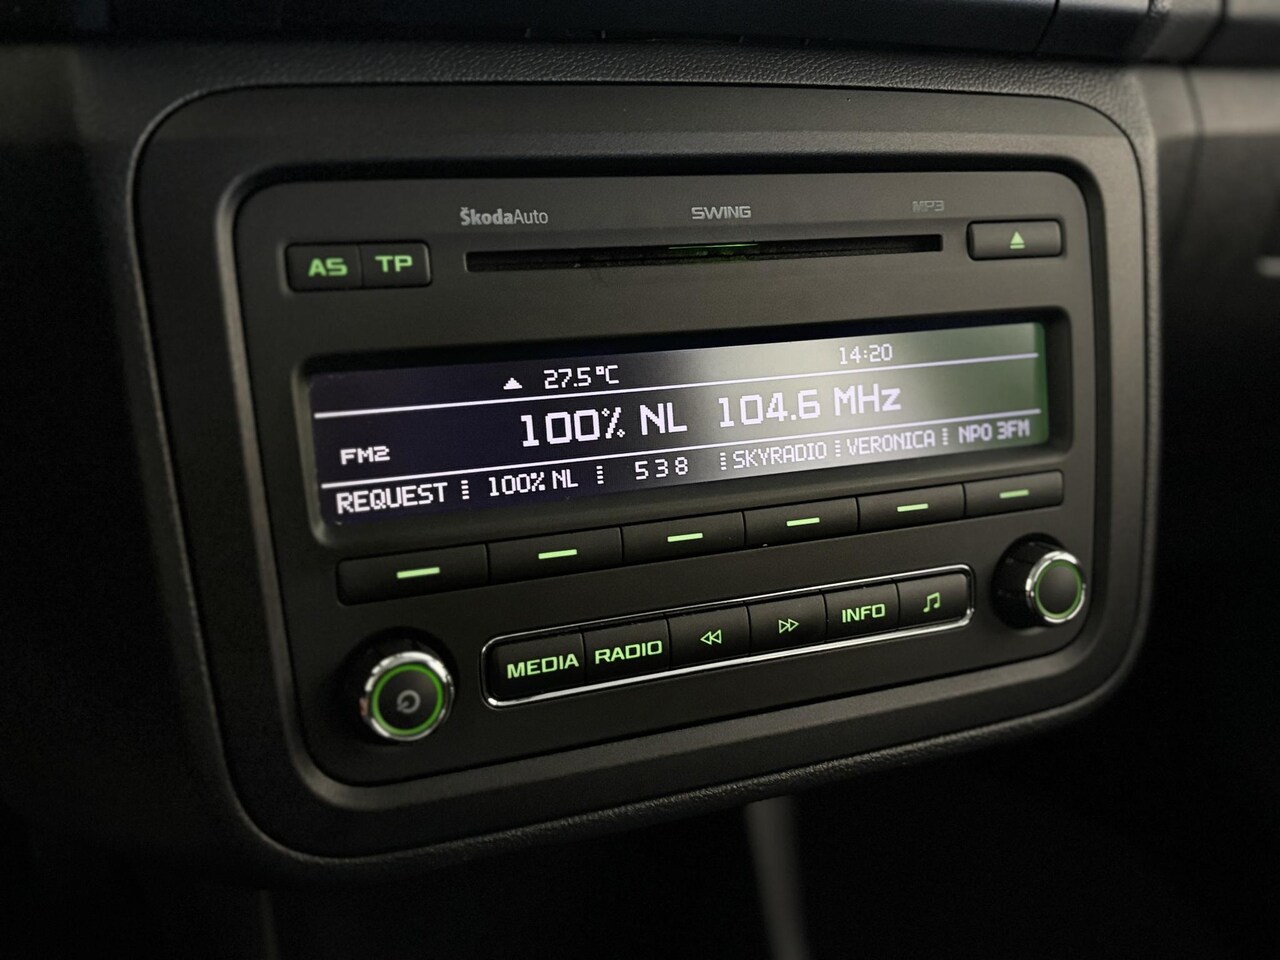 ŠkodaAuto SWING MP3
AS TP
27.5°C 14:20
FM2 100% NL 104.6 MHz
REQUEST 100% NL 538 SKYRADIO VERONICA NPO 3FM
MEDIA RADIO INFO